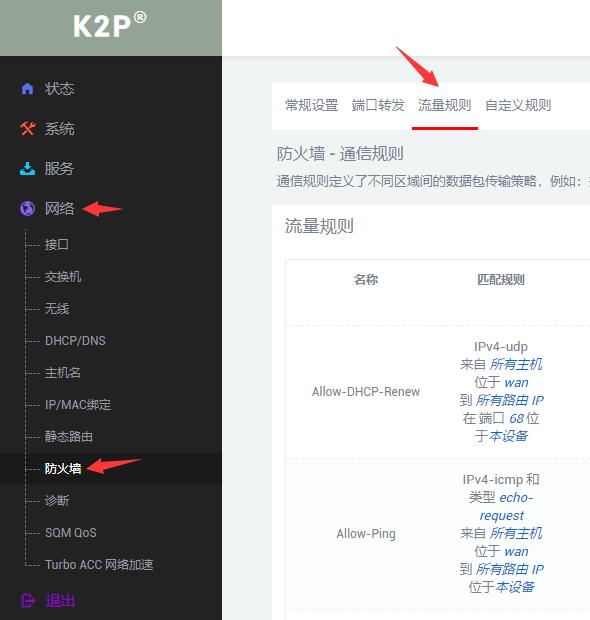 K2P®
状态
系统
服务
网络
接口
交换机
无线
DHCP/DNS
主机名
IP/MAC绑定
静态路由
防火墙
诊断
SQM QoS
Turbo ACC 网络加速
退出
常规设置 端口转发 流量规则 自定义规则
防火墙 - 通信规则
通信规则定义了不同区域间的数据包传输策略，例如：
流量规则
名称 匹配规则
Allow-DHCP-Renew
IPv4-udp
来自 所有主机
位于 wan
到 所有路由 IP
在 端口 68 位
于本设备
Allow-Ping
IPv4-icmp 和
类型 echo-
request
来自 所有主机
位于 wan
到 所有路由 IP
位于本设备